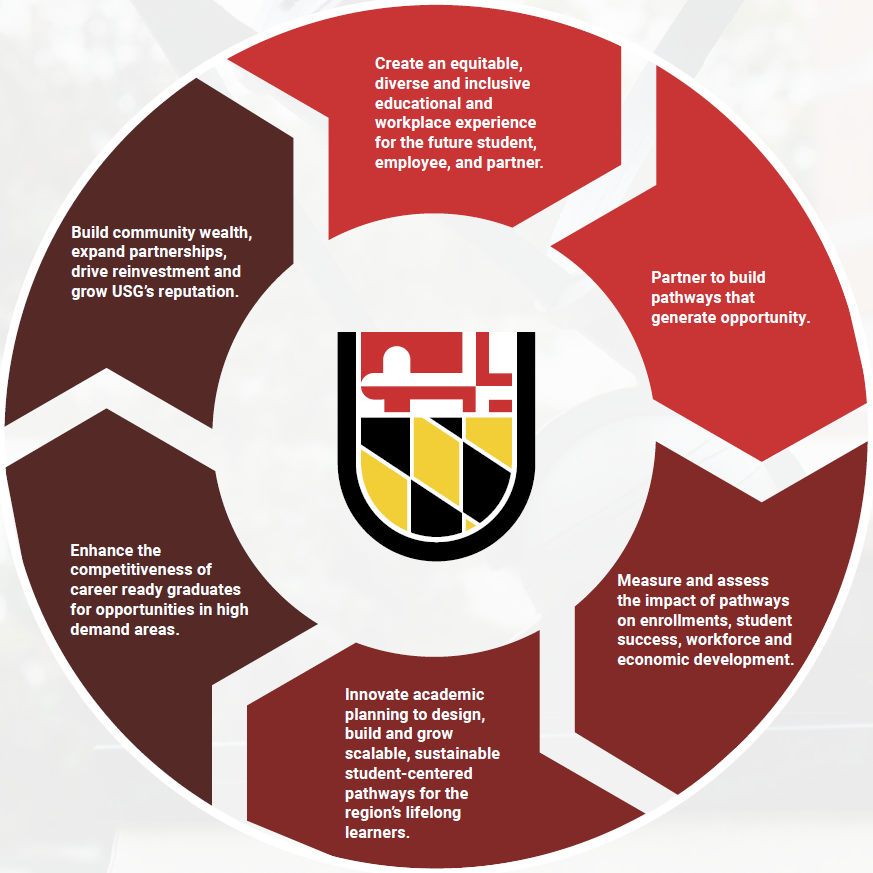 Create an equitable,
diverse and inclusive
educational and
workplace experience
for the future student,
employee, and partner.
Partner to build
pathways that
generate opportunity.
Measure and assess
the impact of pathways
on enrollments, student
success, workforce and
economic development.
Innovate academic
planning to design,
build and grow
scalable, sustainable
student-centered
pathways for the
region's lifelong
learners.
Enhance the
competitiveness of
career ready graduates
for opportunities in high
demand areas.
Build community wealth,
expand partnerships,
drive reinvestment and
grow USG's reputation.